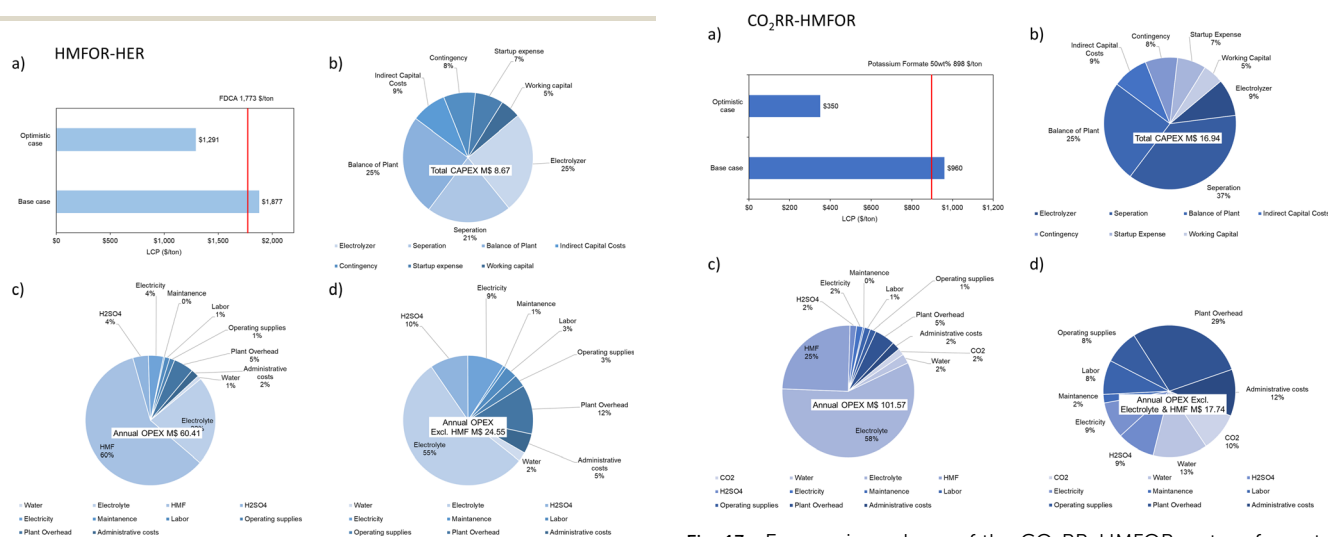 HMFOR-HER
a)
FDCA 1,773 $/ton
Optimistic
case
$1,291
Base case
$1,877
$0
$500
$1,000
$1,500
$2,000
LCP ($/ton)
b)
Startup expense
7%
Contingency
8%
Indirect Capital
Costs
9%
Working capital
5%
Electrolyzer
25%
Balance of Plant
25%
Total CAPEX M$ 8.67
Seperation
21%
Electrolyzer
Seperation
Balance of Plant
Indirect Capital Costs
Contingency
Startup expense
Working capital
c)
Electricity
4%
Maintanence
0%
H2SO4
4%
Labor
1%
Operating supplies
1%
Plant Overhead
5%
Administrative
costs
2%
Water
1%
Electrolyte
Annual OPEX M$ 60.41
HMF
60%
Water
Electrolyte
HMF
H2SO4
Electricity
Maintanence
Labor
Operating supplies
Plant Overhead
Administrative costs
d)
Electricity
9%
Maintanence
1%
H2SO4
10%
Labor
3%
Operating supplies
3%
Plant Overhead
12%
Annual OPEX
Excl. HMF M$ 24.55
Electrolyte
55%
Administrative
costs
5%
Water
2%
Water
Electrolyte
H2SO4
Electricity
Maintanence
Labor
Operating supplies
Plant Overhead
Administrative costs
CO2RR-HMFOR
a)
Potassium Formate 50wt% 898 $/ton
Optimistic
case
$350
Base case
$960
$0
$200
$400
$600
$800
$1,000
$1,200
LCP ($/ton)
b)
Startup Expense
7%
Contingency
8%
Indirect Capital
Costs
9%
Working Capital
5%
Electrolyzer
9%
Balance of Plant
25%
Total CAPEX M$ 16.94
Seperation
37%
Electrolyzer
Seperation
Balance of Plant
Indirect Capital Costs
Contingency
Startup Expense
Working Capital
c)
Maintanence
0%
Electricity
2%
Labor
1%
Operating supplies
1%
H2SO4
2%
Plant Overhead
5%
Administrative costs
2%
CO2
2%
Water
2%
HMF
25%
Annual OPEX M$ 101.57
Electrolyte
58%
CO2
Water
Electrolyte
HMF
H2SO4
Electricity
Maintanence
Labor
Operating supplies
Plant Overhead
Administrative costs
d)
Plant Overhead
29%
Operating supplies
8%
Labor
8%
Maintanence
2%
Administrative costs
12%
Annual OPEX Excl.
Electrolyte & HMF M$ 17.74
Electricity
9%
CO2
10%
H2SO4
9%
Water
13%
CO2
Water
H2SO4
Electricity
Maintanence
Labor
Operating supplies
Plant Overhead
Administrative costs